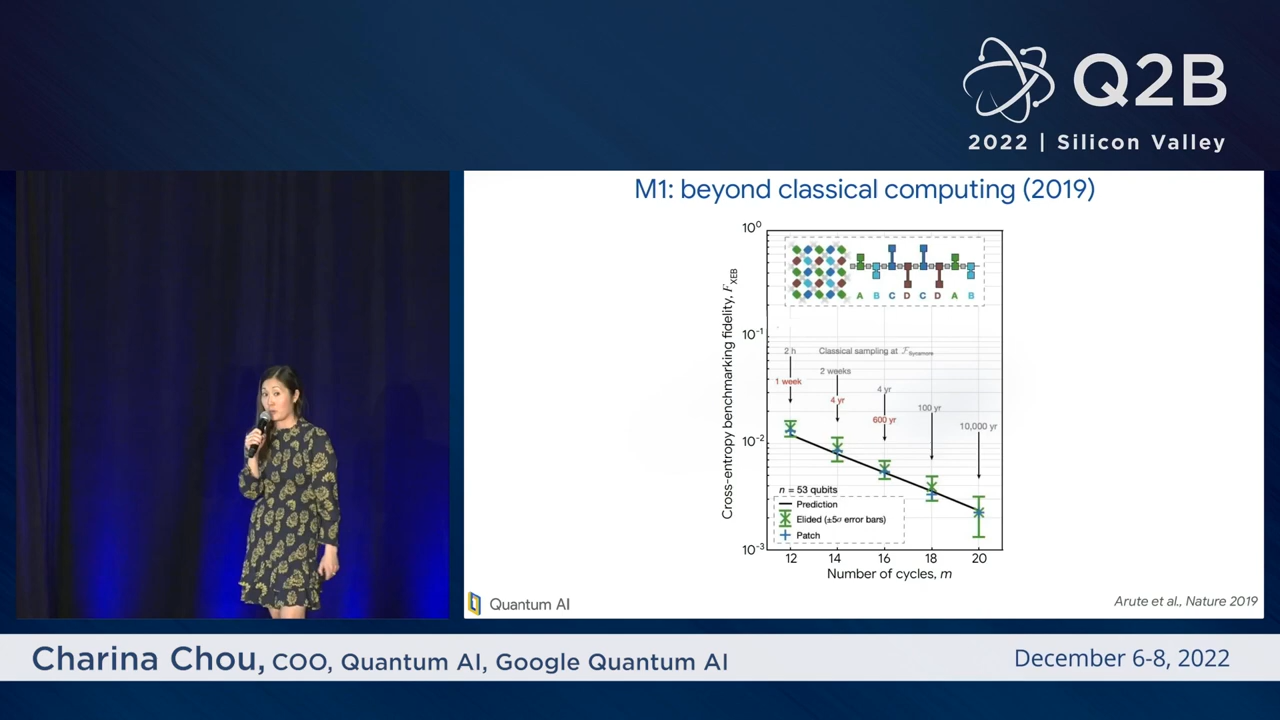 Q2B
2022 | Silicon Valley
M1: beyond classical computing (2019)
10⁰
10⁻¹
10⁻²
10⁻³
Cross-entropy benchmarking fidelity, F_XEB
A B C D C D A B
2 h
Classical sampling at F_Sycamore
1 week
2 weeks
4 yr
4 yr
600 yr
100 yr
10,000 yr
n = 53 qubits
Prediction
Elided (±5σ error bars)
Patch
12 14 16 18 20
Number of cycles, m
Quantum AI
Arute et al., Nature 2019
Charina Chou, COO, Quantum AI, Google Quantum AI
December 6-8, 2022